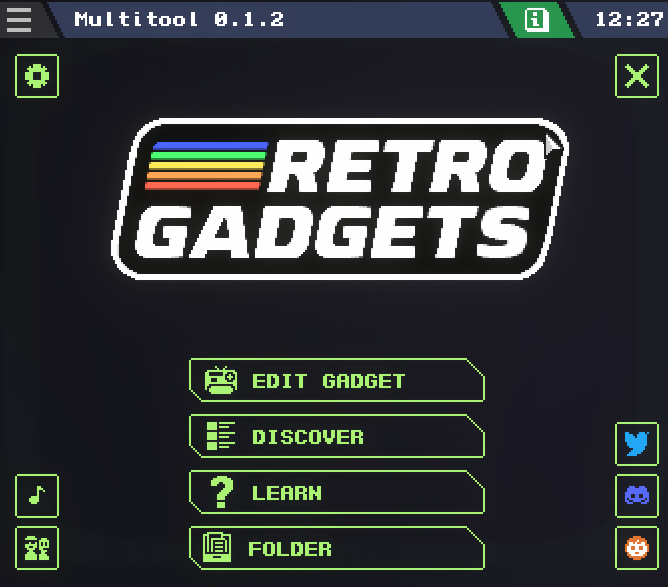 Multitool 0.1.2
12:27
RETRO
GADGETS
EDIT GADGET
DISCOVER
? LEARN
FOLDER